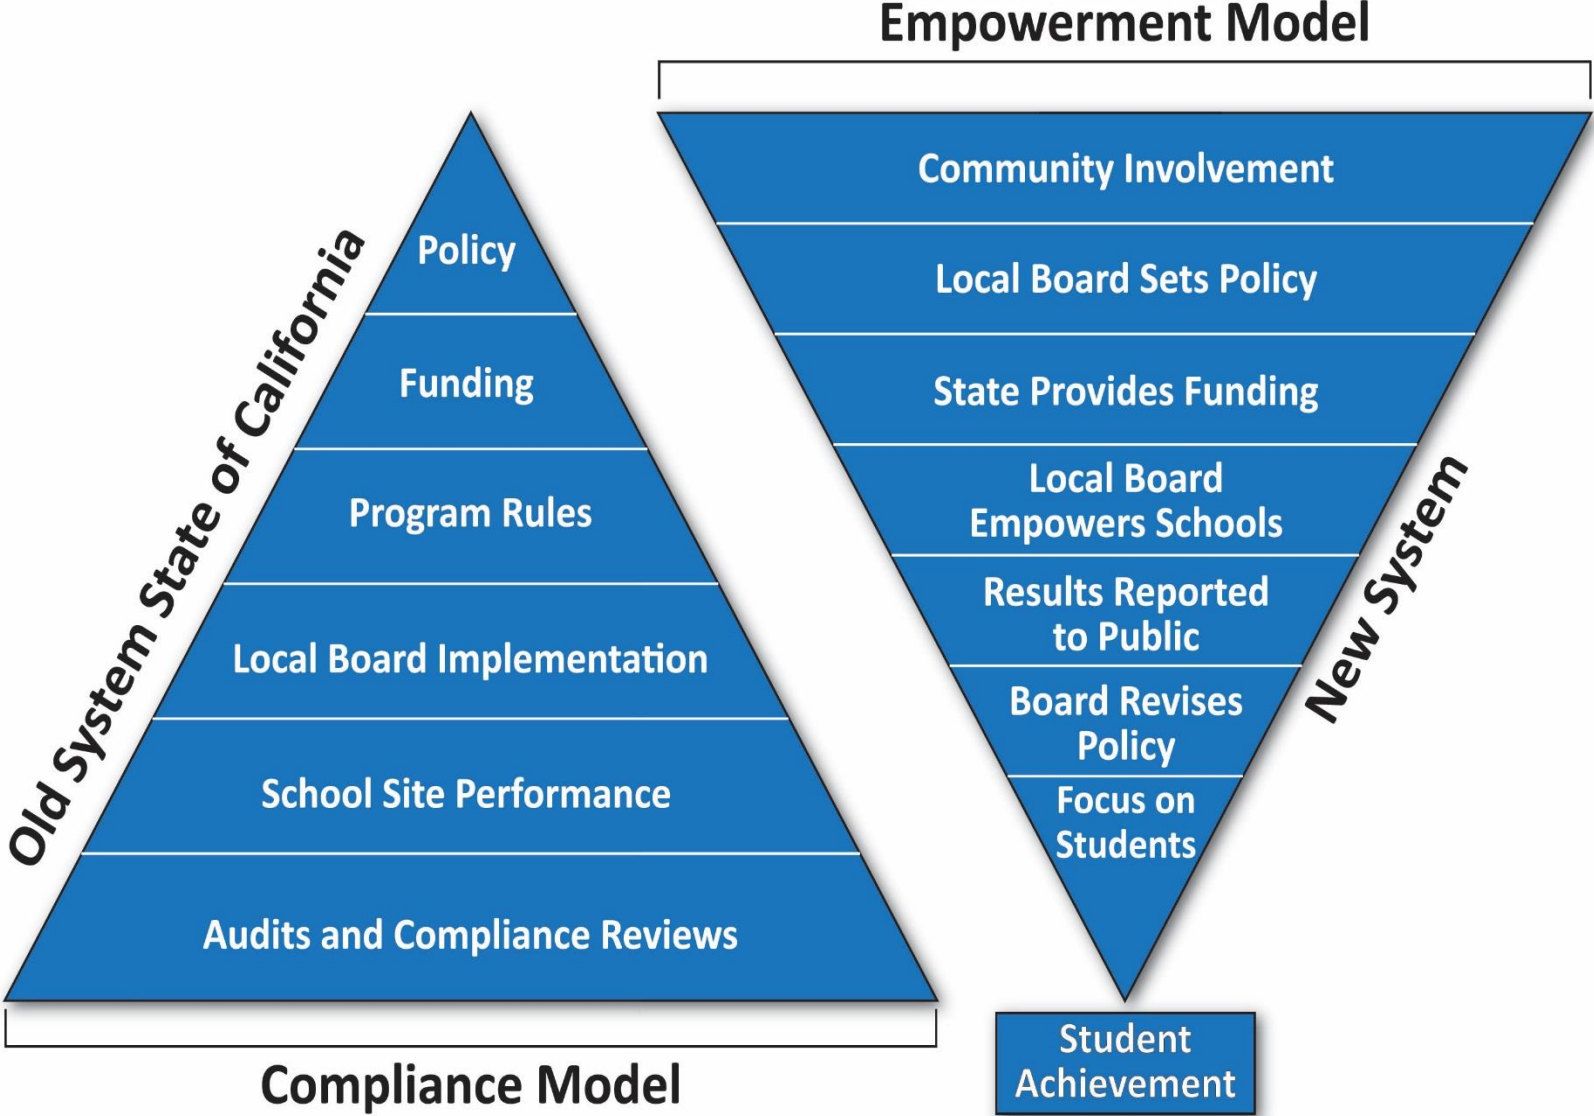 Empowerment Model
Old System State of California
Policy
Funding
Program Rules
Local Board Implementation
School Site Performance
Audits and Compliance Reviews
Compliance Model
Community Involvement
Local Board Sets Policy
State Provides Funding
Local Board
Empowers Schools
Results Reported
to Public
Board Revises
Policy
Focus on
Students
New System
Student
Achievement